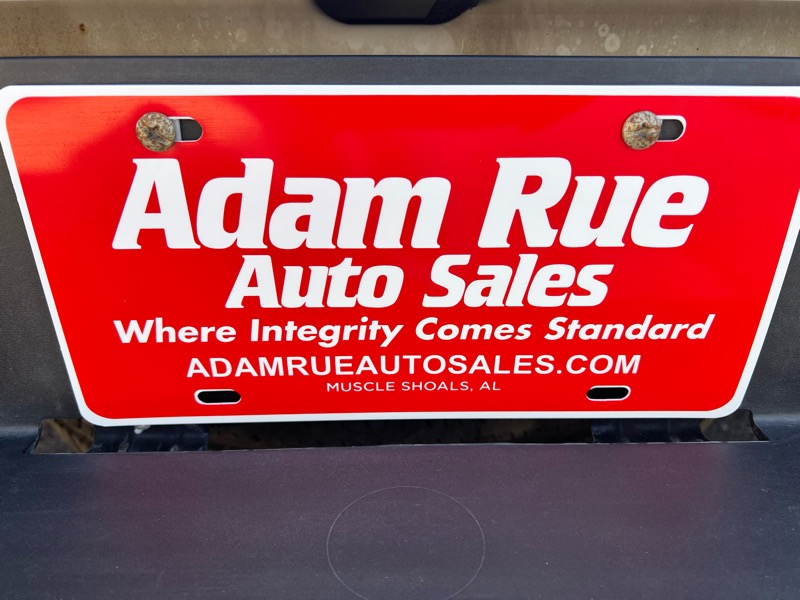 Adam Rue
Auto Sales
Where Integrity Comes Standard
ADAMRUEAUTOSALES.COM
MUSCLE SHOALS, AL